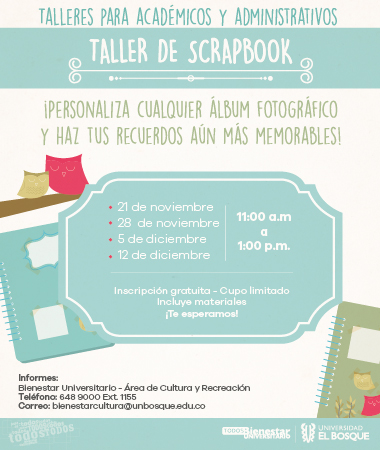 TALLERES PARA ACADÉMICOS Y ADMINISTRATIVOS
TALLER DE SCRAPBOOK
¡PERSONALIZA CUALQUIER ÁLBUM FOTOGRÁFICO
Y HAZ TUS RECUERDOS AÚN MÁS MEMORABLES!
21 de noviembre
28 de noviembre
5 de diciembre
12 de diciembre
11:00 a.m
a
1:00 p.m.
Inscripción gratuita - Cupo limitado
Incluye materiales
¡Te esperamos!
Informes:
Bienestar Universitario - Área de Cultura y Recreación
Teléfono: 648 9000 Ext. 1155
Correo: bienestarcultura@unbosque.edu.co
TODOS
bienestar
UNIVERSITARIO
UNIVERSIDAD
EL BOSQUE